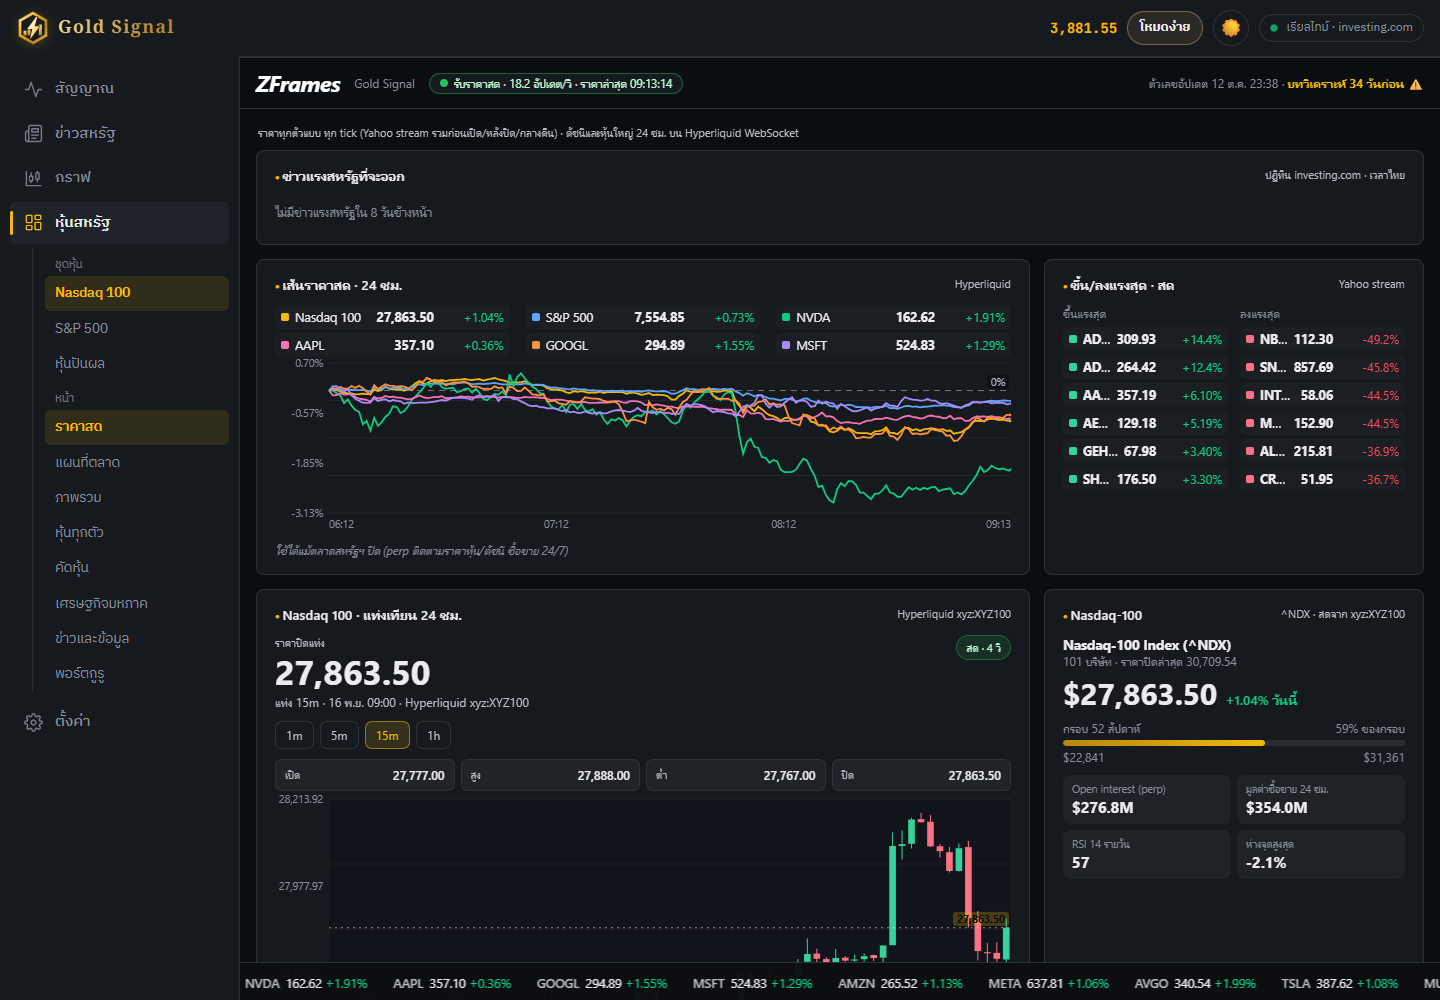 Gold Signal
3,881.55 โหมดง่าย เรียลไทม์ · investing.com
สัญญาณ
ข่าวสหรัฐ
กราฟ
หุ้นสหรัฐ
ชุดหุ้น
Nasdaq 100
S&P 500
หุ้นปันผล
หน้า
ราคาสด
แผนที่ตลาด
ภาพรวม
หุ้นทุกตัว
คัดหุ้น
เศรษฐกิจมหภาค
ข่าวและข้อมูล
พอร์ตกูรู
ตั้งค่า
ZFrames Gold Signal รับราคาสด · 18.2 อัปเดต/วิ · ราคาล่าสุด 09:13:14
ตัวเลขอัปเดต 12 ต.ค. 23:38 · บทวิเคราะห์ 34 วันก่อน
ราคาทุกตัวแบบ ทุก tick (Yahoo stream รวมก่อนเปิด/หลังปิด/กลางคืน) · ดัชนีและหุ้นใหญ่ 24 ชม. บน Hyperliquid WebSocket
ข่าวแรงสหรัฐที่จะออก
ปฏิทิน investing.com · เวลาไทย
ไม่มีข่าวแรงสหรัฐใน 8 วันข้างหน้า
เส้นราคาสด · 24 ชม.
Hyperliquid
Nasdaq 100 27,863.50 +1.04%
S&P 500 7,554.85 +0.73%
NVDA 162.62 +1.91%
AAPL 357.10 +0.36%
GOOGL 294.89 +1.55%
MSFT 524.83 +1.29%
0.70%
0%
-0.57%
-1.85%
-3.13%
06:12 07:12 08:12 09:13
ใช้ได้แม้ตลาดสหรัฐฯ ปิด (perp ติดตามราคาหุ้น/ดัชนี ซื้อขาย 24/7)
ขึ้น/ลงแรงสุด · สด
Yahoo stream
ขึ้นแรงสุด ลงแรงสุด
AD... 309.93 +14.4% NB... 112.30 -49.2%
AD... 264.42 +12.4% SN... 857.69 -45.8%
AA... 357.19 +6.10% INT... 58.06 -44.5%
AE... 129.18 +5.19% M... 152.90 -44.5%
GEH... 67.98 +3.40% AL... 215.81 -36.9%
SH... 176.50 +3.30% CR... 51.95 -36.7%
Nasdaq 100 · แท่งเทียน 24 ชม.
Hyperliquid xyz:XYZ100
ราคาปิดแท่ง
27,863.50
สด · 4 วิ
แท่ง 15m · 16 พ.ย. 09:00 · Hyperliquid xyz:XYZ100
1m 5m 15m 1h
เปิด 27,777.00 สูง 27,888.00 ต่ำ 27,767.00 ปิด 27,863.50
28,213.92
27,977.97
27,863.50
Nasdaq-100
^NDX · สดจาก xyz:XYZ100
Nasdaq-100 Index (^NDX)
101 บริษัท · ราคาปิดล่าสุด 30,709.54
$27,863.50 +1.04% วันนี้
กรอบ 52 สัปดาห์ 59% ของกรอบ
$22,841 $31,361
Open interest (perp)
$276.8M
มูลค่าซื้อขาย 24 ชม.
$354.0M
RSI 14 รายวัน
57
ห่างจุดสูงสุด
-2.1%
NVDA 162.62 +1.91% AAPL 357.10 +0.36% GOOGL 294.89 +1.55% MSFT 524.83 +1.29% AMZN 265.52 +1.13% META 637.81 +1.06% AVGO 340.54 +1.99% TSLA 387.62 +1.08% MU